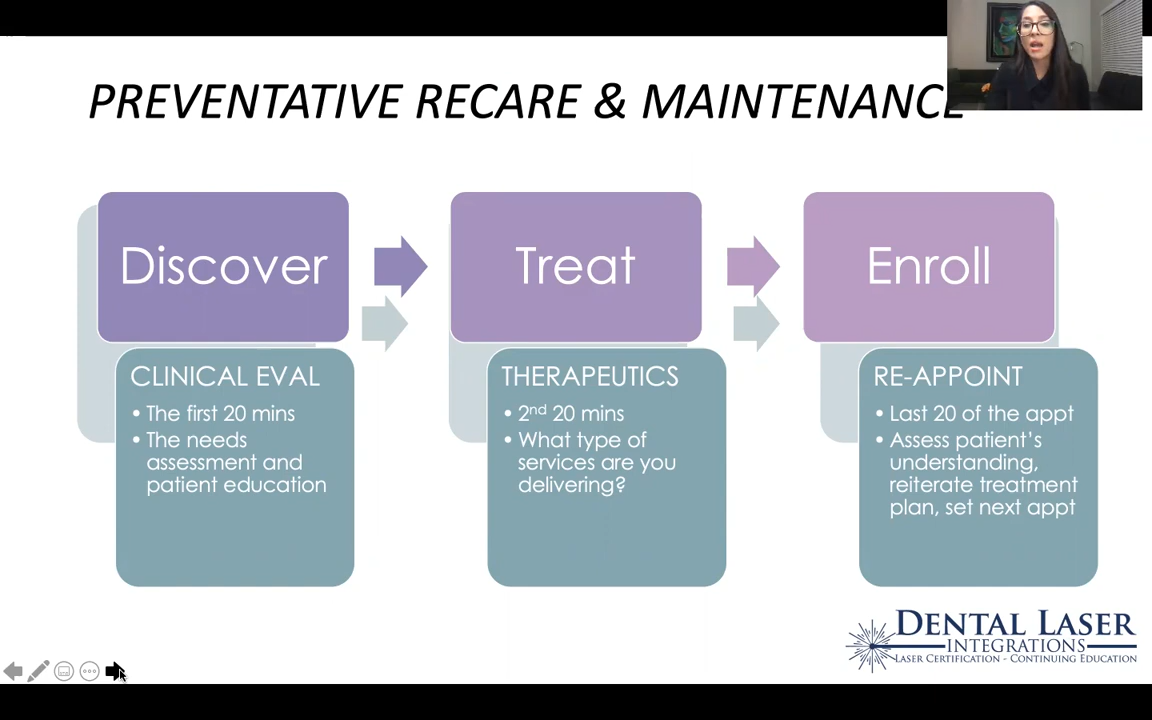 PREVENTATIVE RECARE & MAINTENANCE
Discover
Treat
Enroll
CLINICAL EVAL
• The first 20 mins
• The needs
assessment and
patient education
THERAPEUTICS
• 2nd 20 mins
• What type of
services are you
delivering?
RE-APPOINT
• Last 20 of the appt
• Assess patient's
understanding,
reiterate treatment
plan, set next appt
DENTAL LASER
INTEGRATIONS
LASER CERTIFICATION - CONTINUING EDUCATION